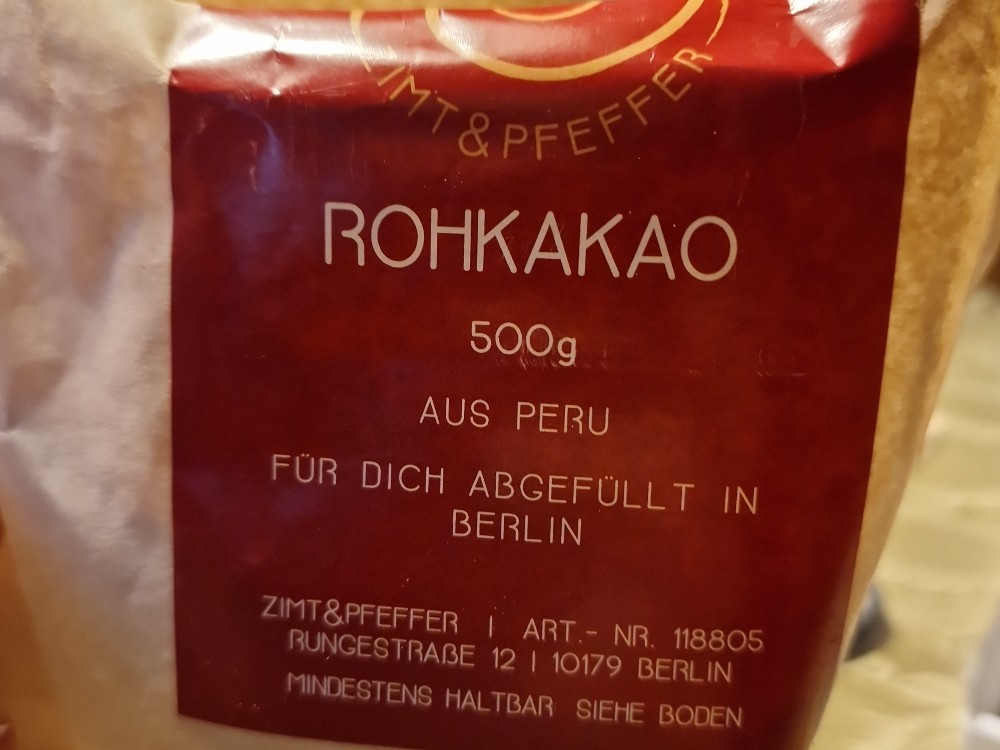 ZIMT&PFEFFER
ROHKAKAO
500g
AUS PERU
FÜR DICH ABGEFÜLLT IN
BERLIN
ZIMT&PFEFFER | ART.- NR. 118805
RUNGESTRAßE 12 | 10179 BERLIN
MINDESTENS HALTBAR SIEHE BODEN